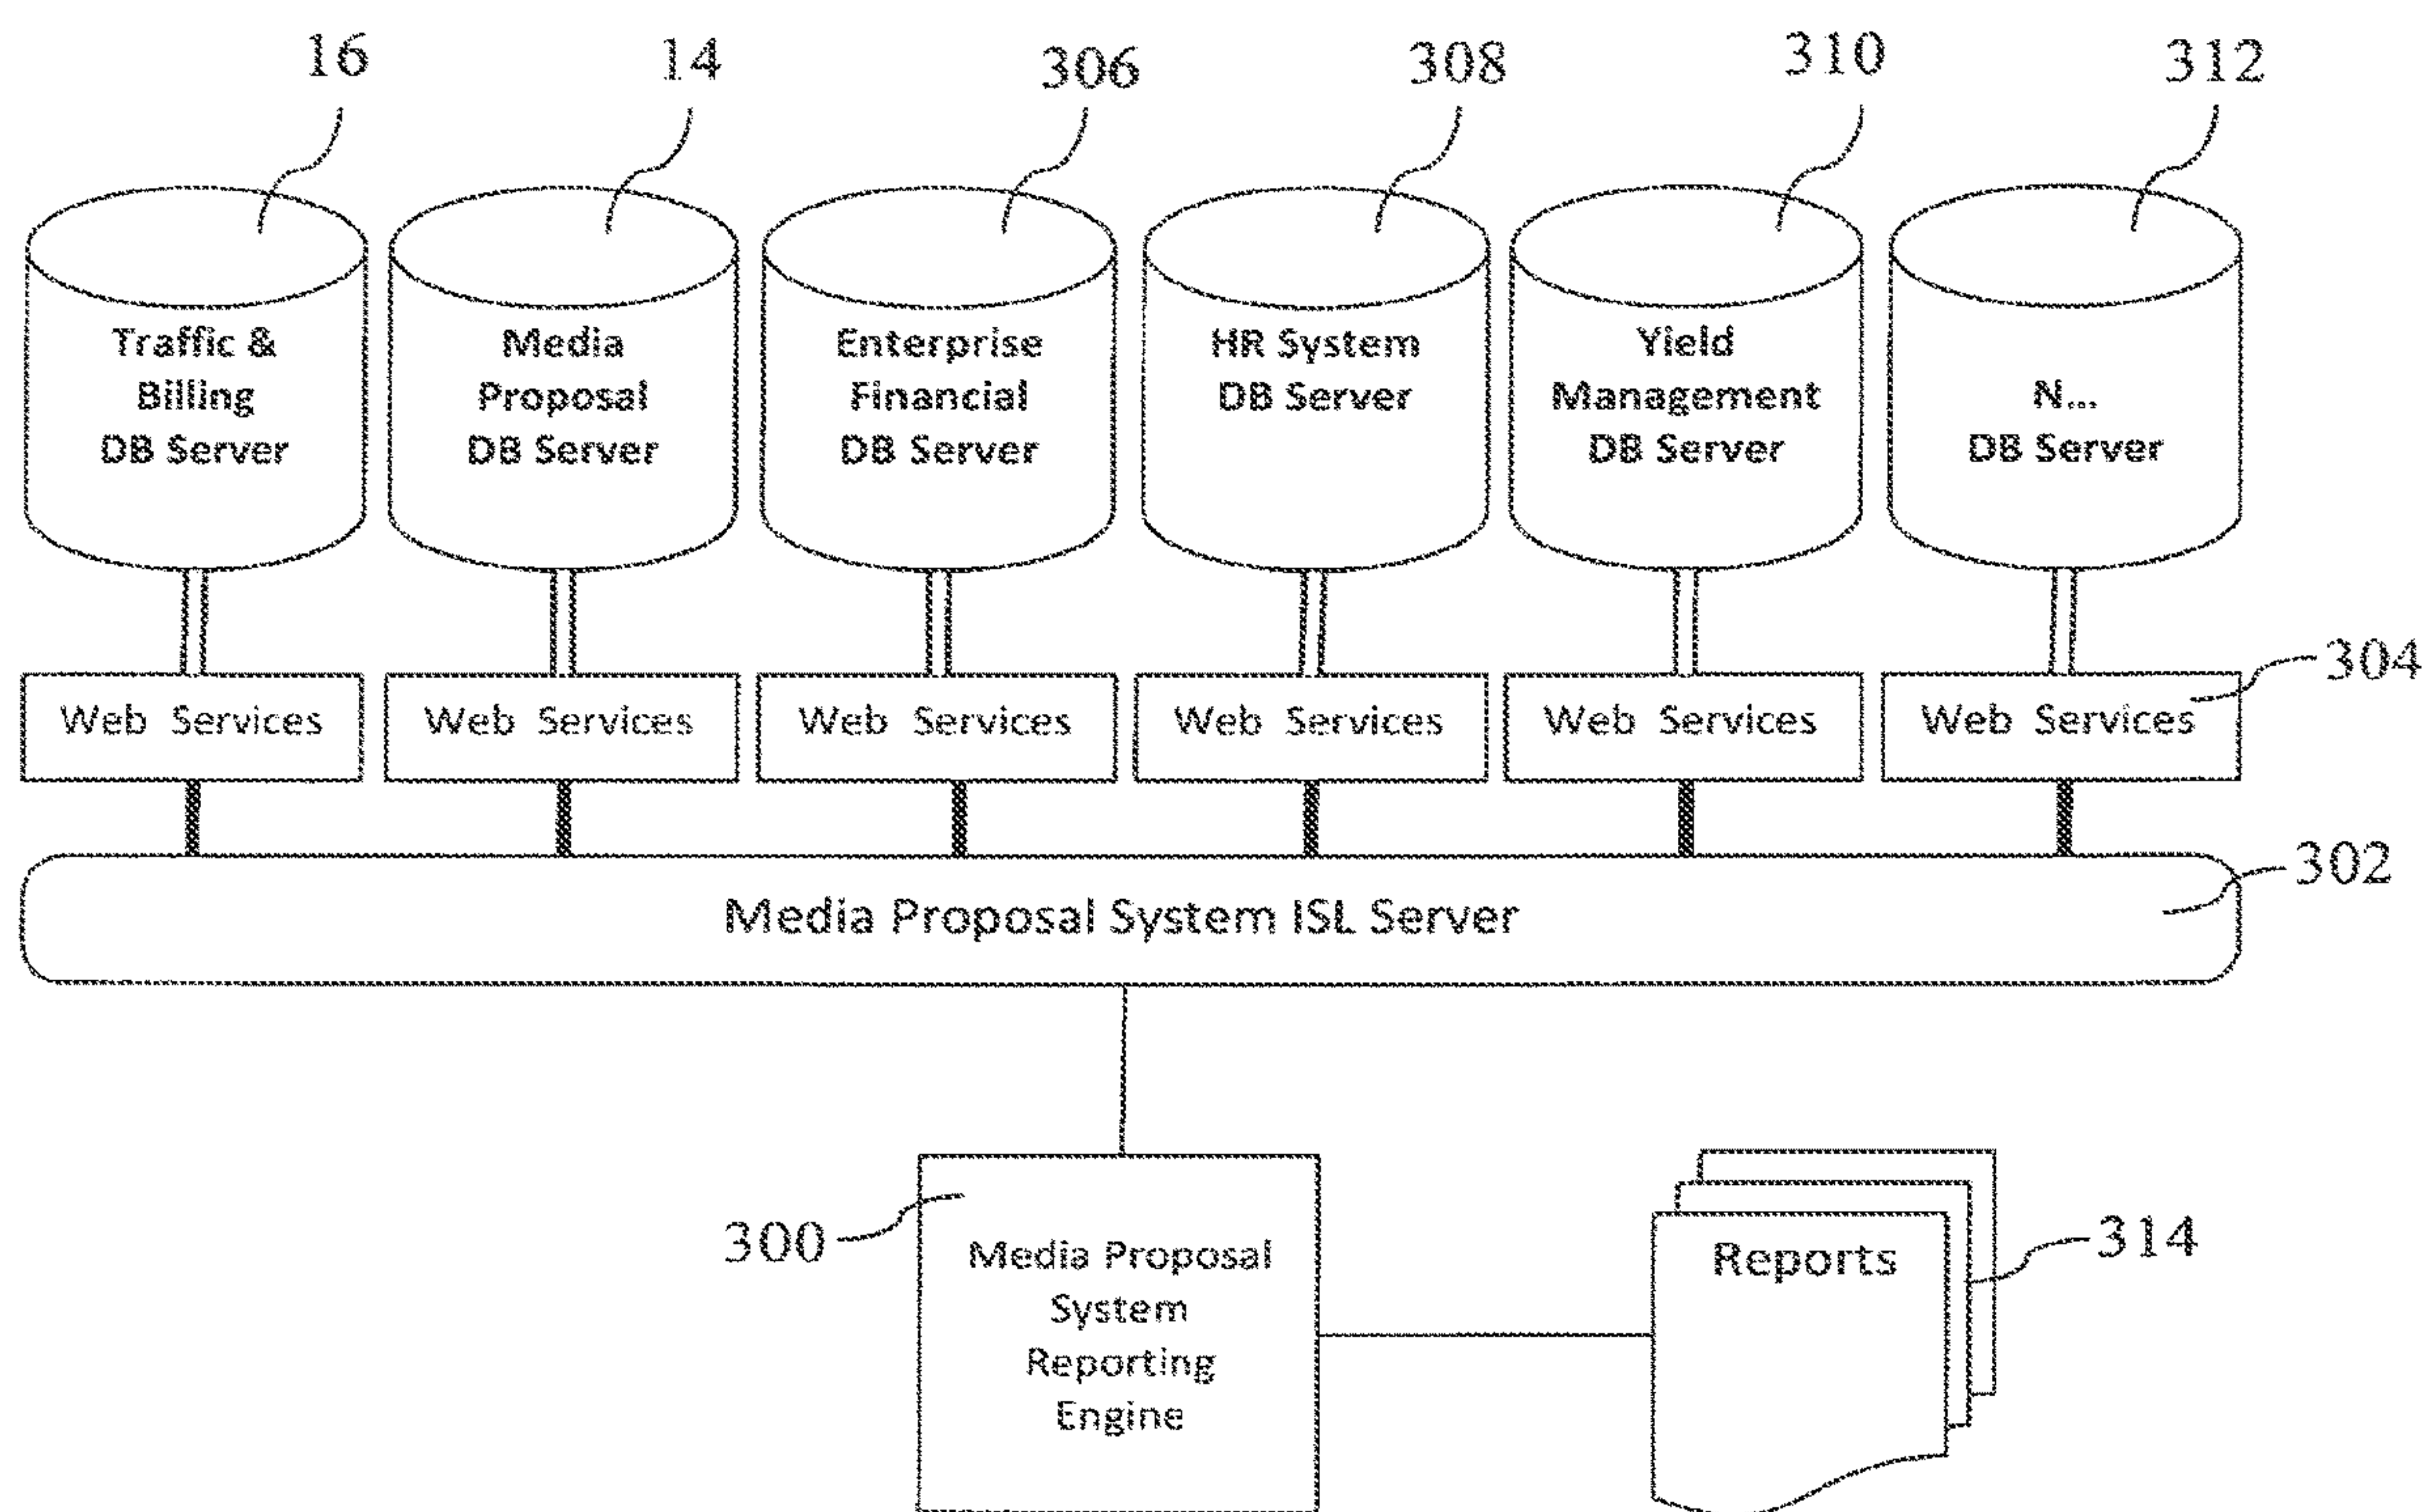 16
14
306
308
310
312
Traffic &
Billing
DB Server
Media
Proposal
DB Server
Enterprise
Financial
DB Server
HR System
DB Server
Yield
Management
DB Server
N...
DB Server
304
Web Services
Web Services
Web Services
Web Services
Web Services
Web Services
302
Media Proposal System ISL Server
300
Media Proposal
System
Reporting
Engine
Reports
314